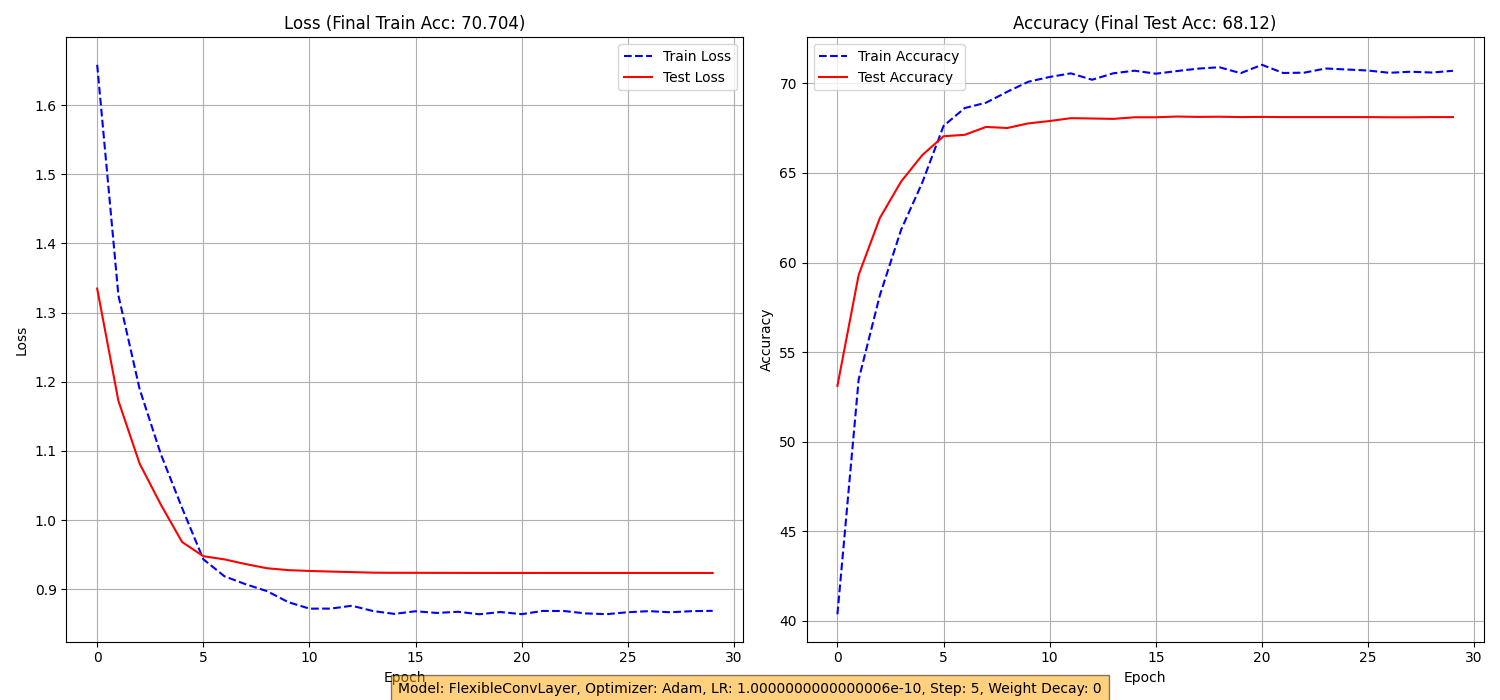 Loss (Final Train Acc: 70.704)
Train Loss
Test Loss
1.6
1.5
1.4
1.3
1.2
1.1
1.0
0.9
Loss
0 5 10 15 20 25 30
Epoch
Accuracy (Final Test Acc: 68.12)
Train Accuracy
Test Accuracy
70
65
60
55
50
45
40
Accuracy
0 5 10 15 20 25 30
Epoch
Model: FlexibleConvLayer, Optimizer: Adam, LR: 1.0000000000000006e-10, Step: 5, Weight Decay: 0